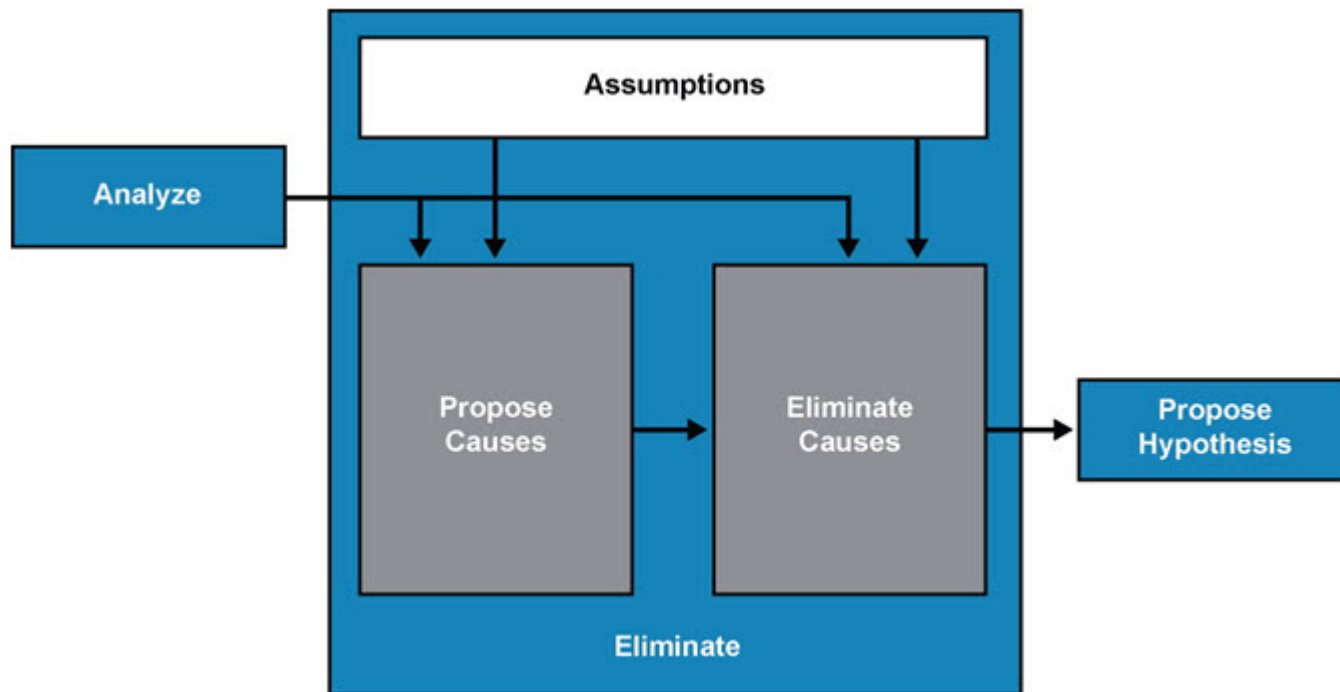 Assumptions
Analyze
Propose
Causes
Eliminate
Causes
Propose
Hypothesis
Eliminate